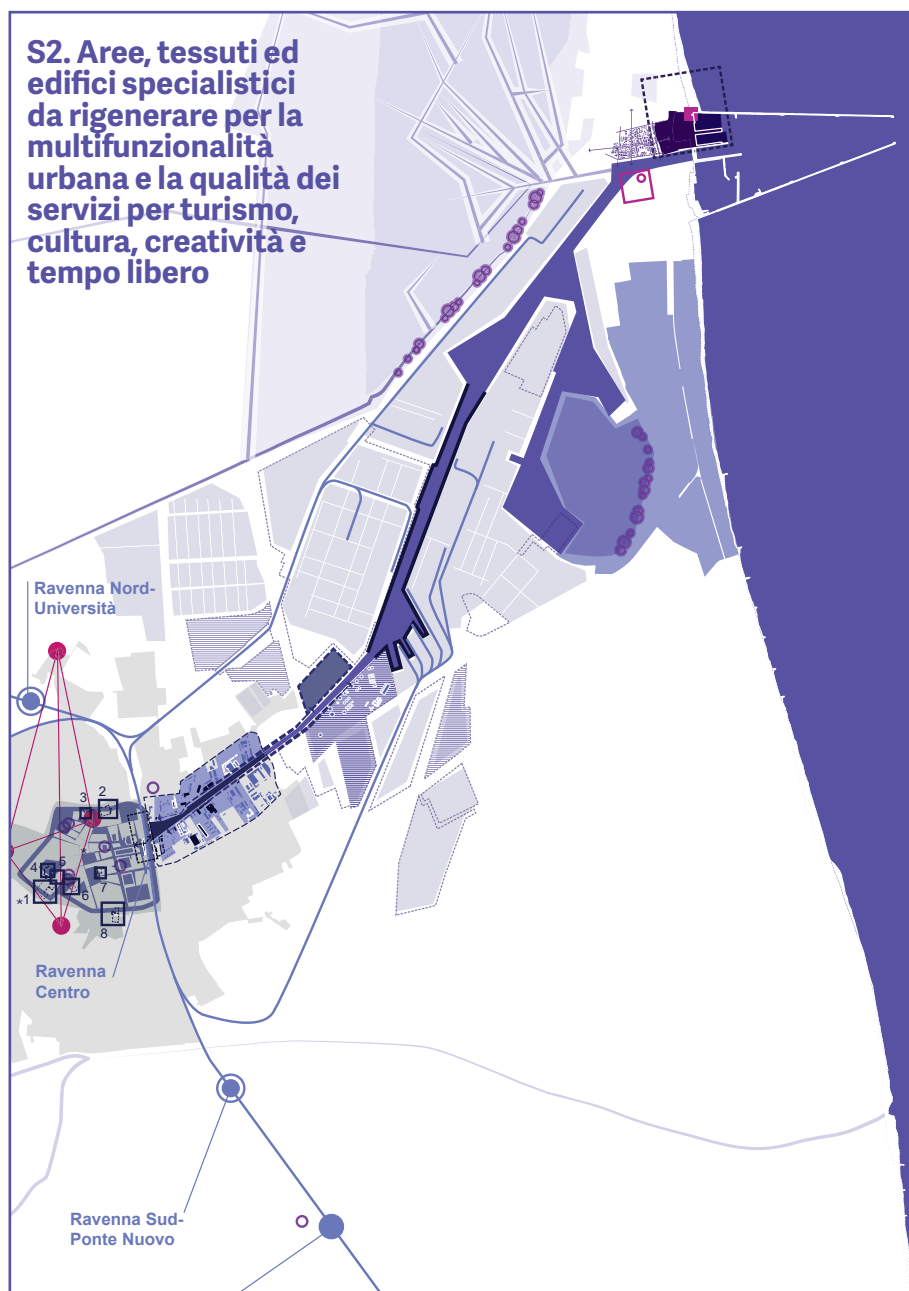 S2. Aree, tessuti ed
edifici specialistici
da rigenerare per la
multifunzionalità
urbana e la qualità dei
servizi per turismo,
cultura, creatività e
tempo libero
Ravenna Nord-
Università
3
2
4
5
*
*1
6
7
8
Ravenna
Centro
Ravenna Sud-
Ponte Nuovo